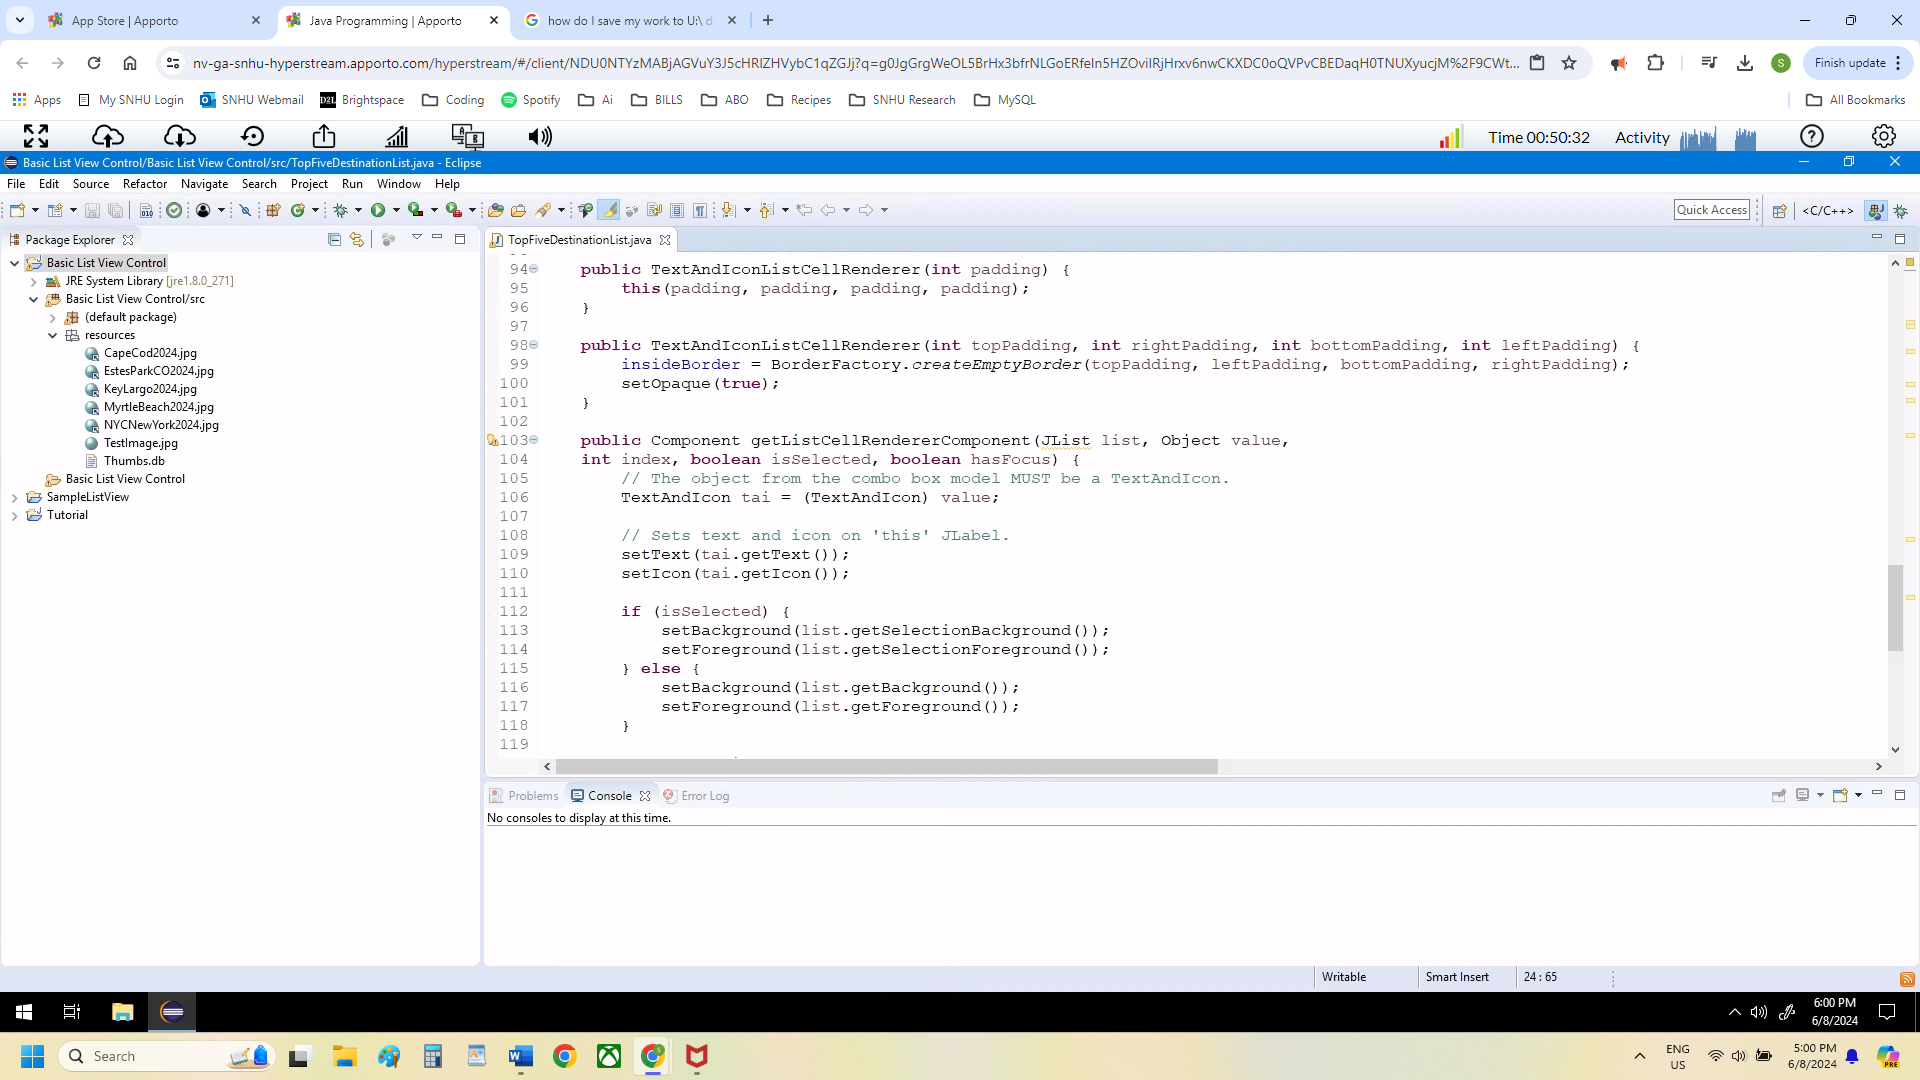 App Store | Apporto
Java Programming | Apporto
how do I save my work to U:\ d
nv-ga-snhu-hyperstream.apporto.com/hyperstream/#/client/
Finish update
Apps
My SNHU Login
SNHU Webmail
Brightspace
Coding
Spotify
Ai
BILLS
ABO
Recipes
SNHU Research
MySQL
All Bookmarks
Time 00:50:32
Activity
Basic List View Control/Basic List View Control/src/TopFiveDestinationList.java - Eclipse
File Edit Source Refactor Navigate Search Project Run Window Help
Quick Access
<C/C++>
Package Explorer
Basic List View Control
JRE System Library [jre1.8.0_271]
Basic List View Control/src
(default package)
resources
CapeCod2024.jpg
EstesParkCO2024.jpg
KeyLargo2024.jpg
MyrtleBeach2024.jpg
NYCNewYork2024.jpg
TestImage.jpg
Thumbs.db
Basic List View Control
SampleListView
Tutorial
TopFiveDestinationList.java
94 public TextAndIconListCellRenderer(int padding) {
95 this(padding, padding, padding, padding);
96 }
97
98 public TextAndIconListCellRenderer(int topPadding, int rightPadding, int bottomPadding, int leftPadding) {
99 insideBorder = BorderFactory.createEmptyBorder(topPadding, leftPadding, bottomPadding, rightPadding);
100 setOpaque(true);
101 }
102
103 public Component getListCellRendererComponent(JList list, Object value,
104 int index, boolean isSelected, boolean hasFocus) {
105 // The object from the combo box model MUST be a TextAndIcon.
106 TextAndIcon tai = (TextAndIcon) value;
107
108 // Sets text and icon on 'this' JLabel.
109 setText(tai.getText());
110 setIcon(tai.getIcon());
111
112 if (isSelected) {
113 setBackground(list.getSelectionBackground());
114 setForeground(list.getSelectionForeground());
115 } else {
116 setBackground(list.getBackground());
117 setForeground(list.getForeground());
118 }
119
Problems
Console
Error Log
No consoles to display at this time.
Writable
Smart Insert
24 : 65
6:00 PM
6/8/2024
Search
ENG
US
5:00 PM
6/8/2024